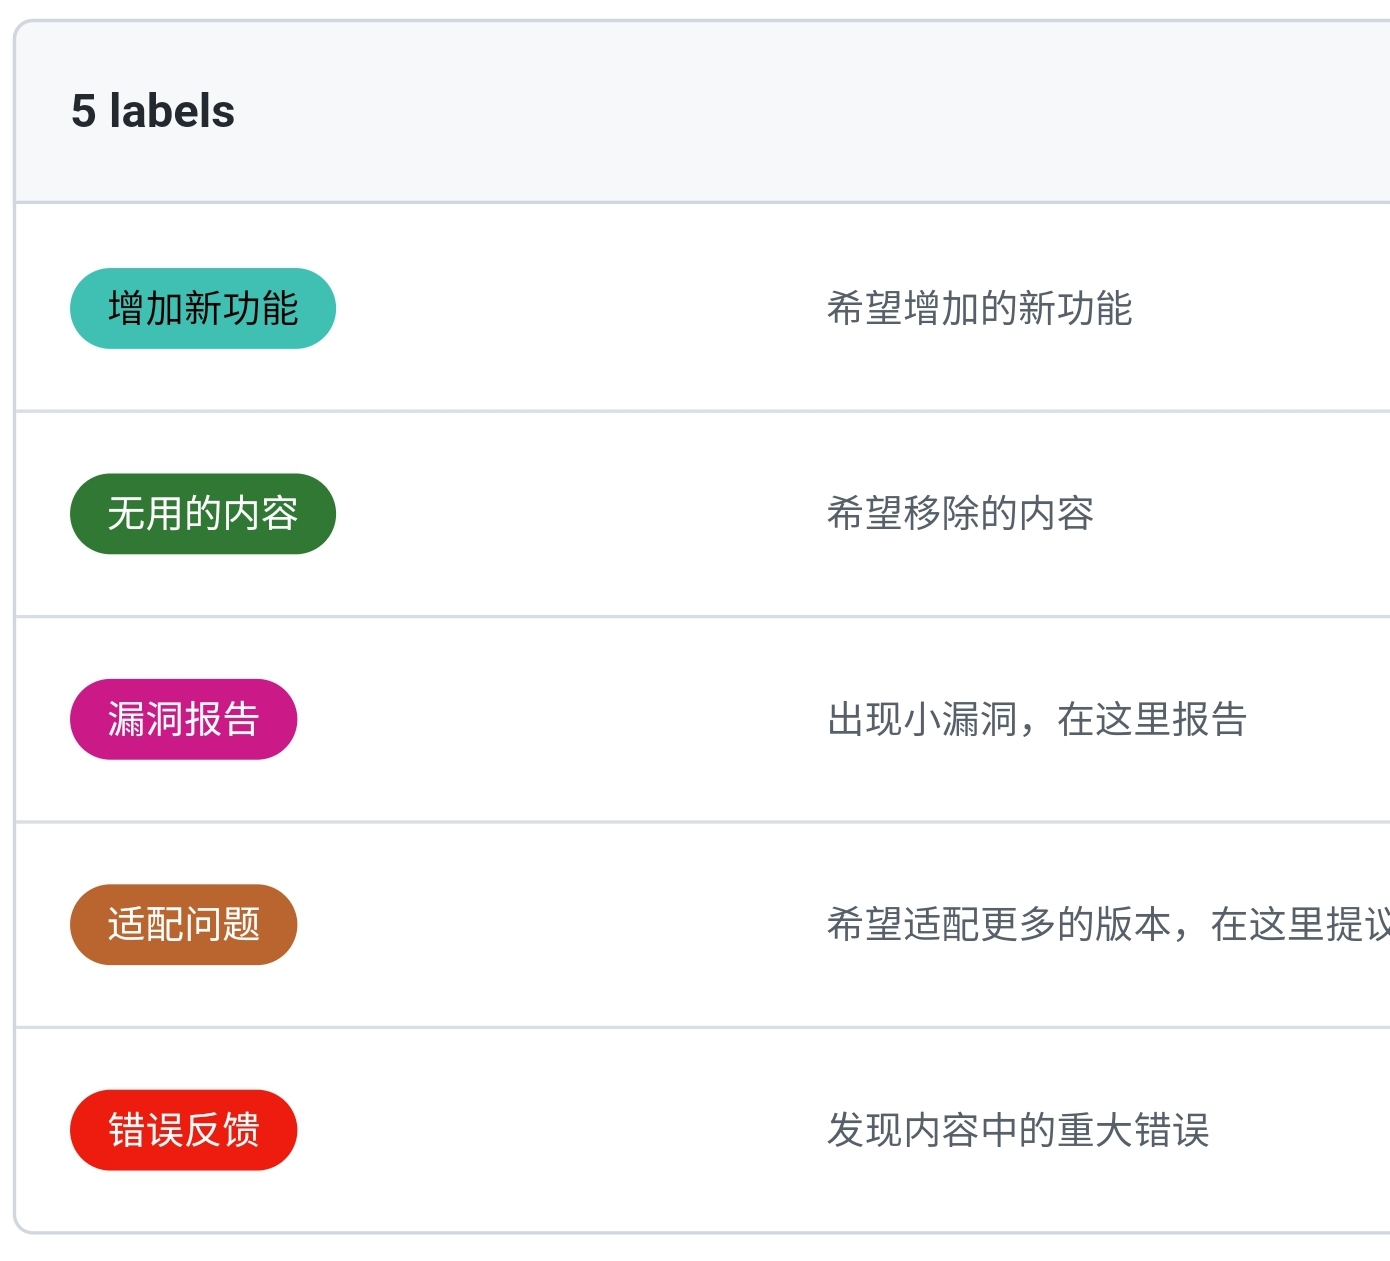 5 labels
增加新功能 希望增加的新功能
无用的内容 希望移除的内容
漏洞报告 出现小漏洞，在这里报告
适配问题 希望适配更多的版本，在这里提议
错误反馈 发现内容中的重大错误